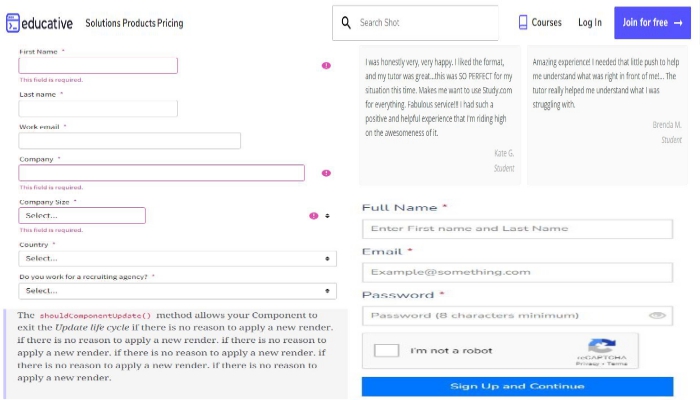 educative
Solutions Products Pricing
Search Shot
Courses
Log In
Join for free →
First Name *
This field is required.
Last name *
Work email *
Company *
This field is required.
Company Size *
Select...
This field is required.
Country *
Select...
Do you work for a recruiting agency? *
Select...
The shouldComponentUpdate() method allows your Component to
exit the Update life cycle if there is no reason to apply a new render.
if there is no reason to apply a new render. if there is no reason to
apply a new render. if there is no reason to apply a new render. if
there is no reason to apply a new render. if there is no reason to
apply a new render.
I was honestly very, very happy. I liked the format,
and my tutor was great...this was SO PERFECT for my
situation this time. Makes me want to use Study.com
for everything. Fabulous service!!! I had such a
positive and helpful experience that I'm riding high
on the awesomeness of it.
Kate G.
Student
Amazing experience! I needed that little push to help
me understand what was right in front of me!... The
tutor really helped me understand what I was
struggling with.
Brenda M.
Student
Full Name *
Enter First name and Last Name
Email *
Example@something.com
Password *
Password (8 characters minimum)
I'm not a robot
reCAPTCHA
Privacy • Terms
Sign Up and Continue